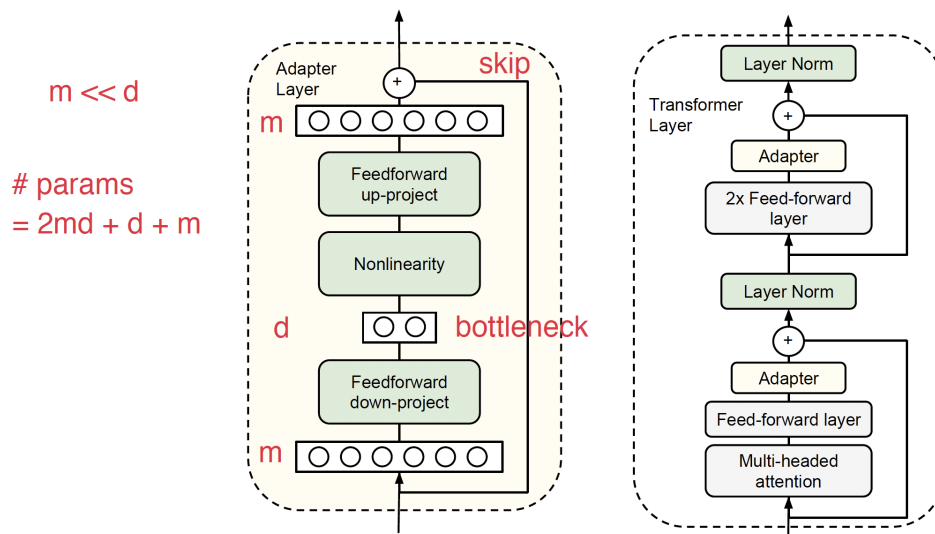 m << d
# params
= 2md + d + m
Adapter
Layer
+
skip
m
Feedforward
up-project
Nonlinearity
d
bottleneck
Feedforward
down-project
m
Layer Norm
Transformer
Layer
+
Adapter
2x Feed-forward
layer
Layer Norm
+
Adapter
Feed-forward layer
Multi-headed
attention